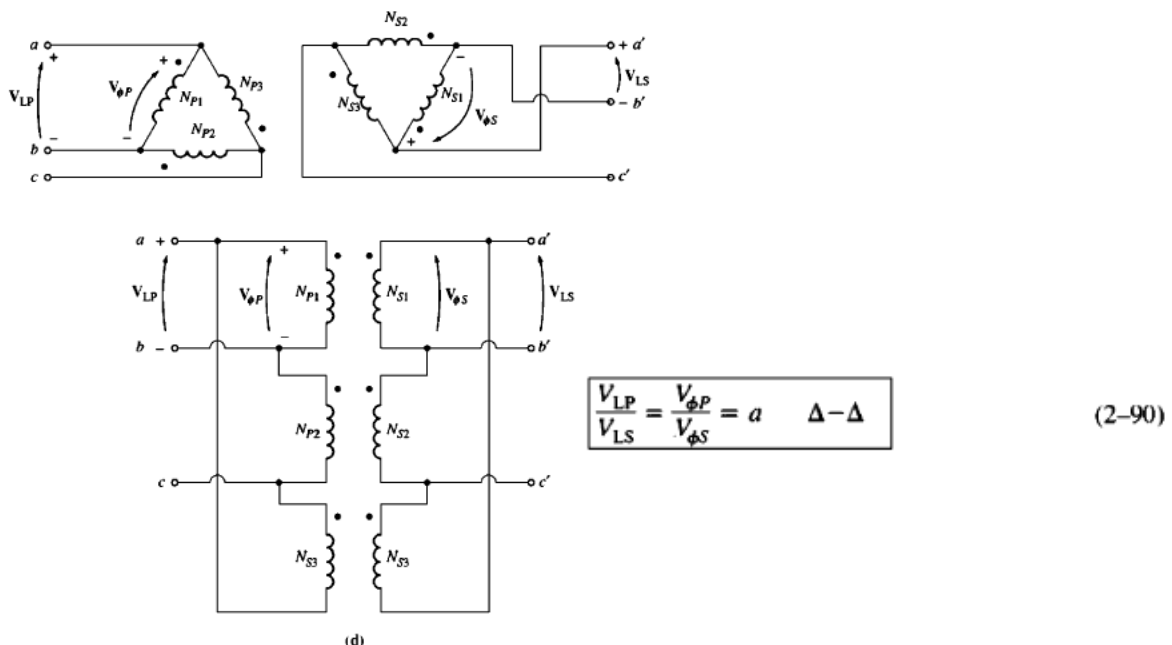 N_S2
a + + N_P3 - + a'
V_LP V_ϕP N_P1 N_S3 N_S1 V_LS
N_P2 V_ϕS - b'
b - - +
c c'
a + + a'
V_LP V_ϕP N_P1 N_S1 V_ϕS V_LS
b - - b'
N_P2 N_S2
V_LP/V_LS = V_ϕP/V_ϕS = a Δ–Δ (2–90)
c c'
N_S3 N_S3
(d)